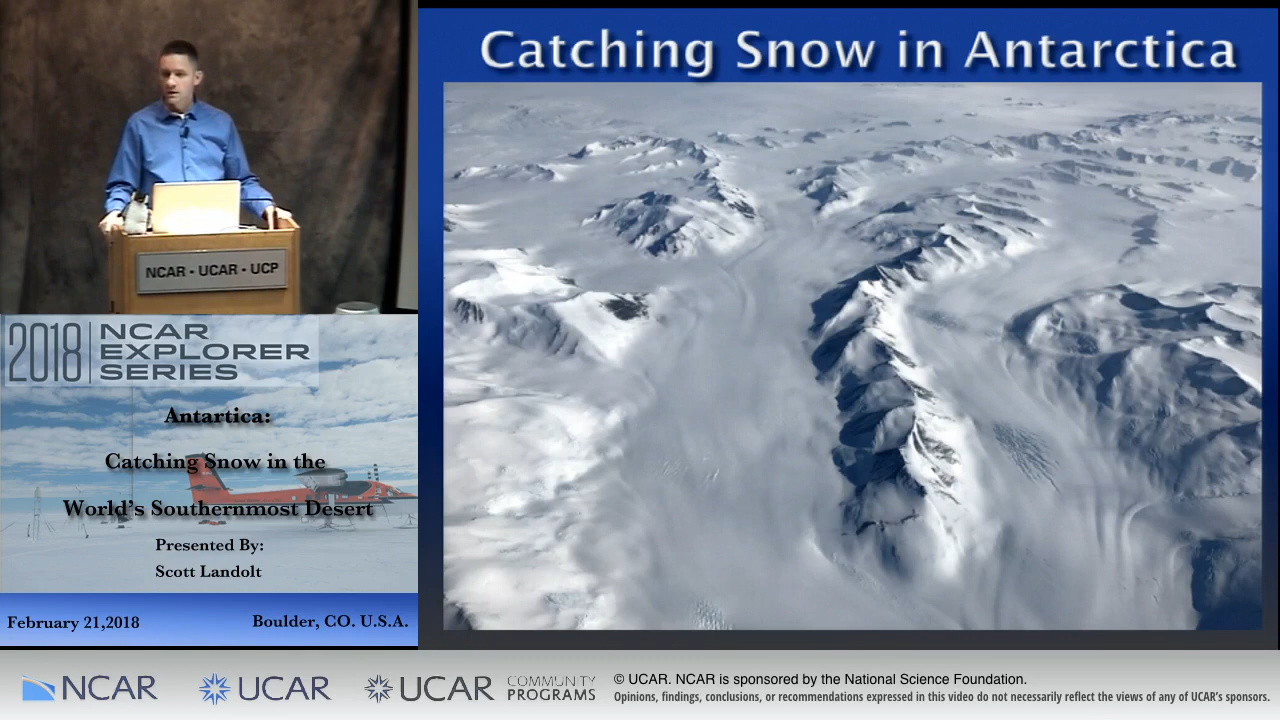 Catching Snow in Antarctica
NCAR • UCAR • UCP
2018 NCAR
EXPLORER
SERIES
Antartica:
Catching Snow in the
World's Southernmost Desert
Presented By:
Scott Landolt
February 21,2018
Boulder, CO. U.S.A.
NCAR
UCAR
UCAR COMMUNITY
PROGRAMS
© UCAR. NCAR is sponsored by the National Science Foundation.
Opinions, findings, conclusions, or recommendations expressed in this video do not necessarily reflect the views of any of UCAR's sponsors.